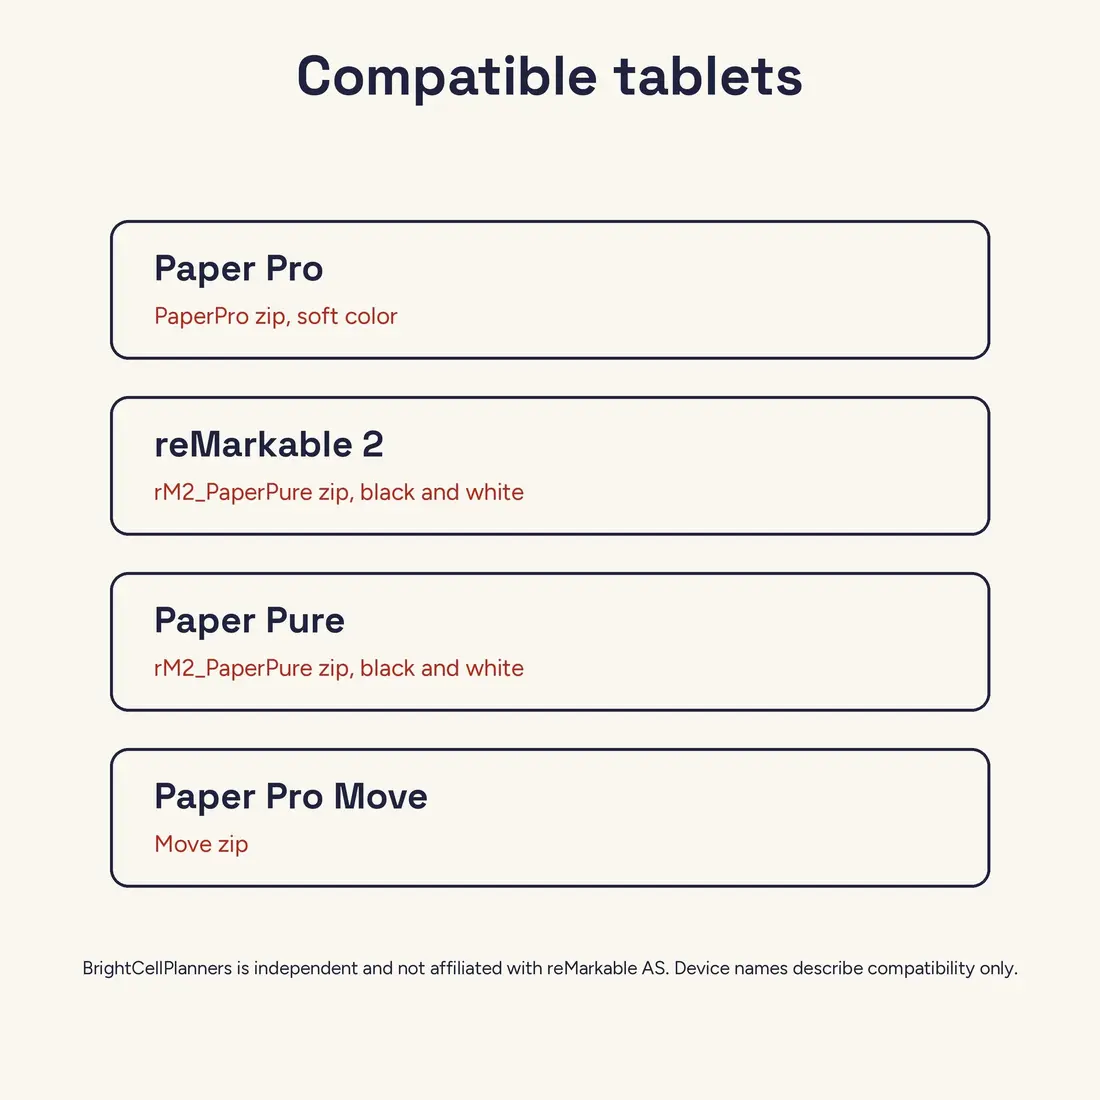 Compatible tablets
Paper Pro
PaperPro zip, soft color
reMarkable 2
rM2_PaperPure zip, black and white
Paper Pure
rM2_PaperPure zip, black and white
Paper Pro Move
Move zip
BrightCellPlanners is independent and not affiliated with reMarkable AS. Device names describe compatibility only.